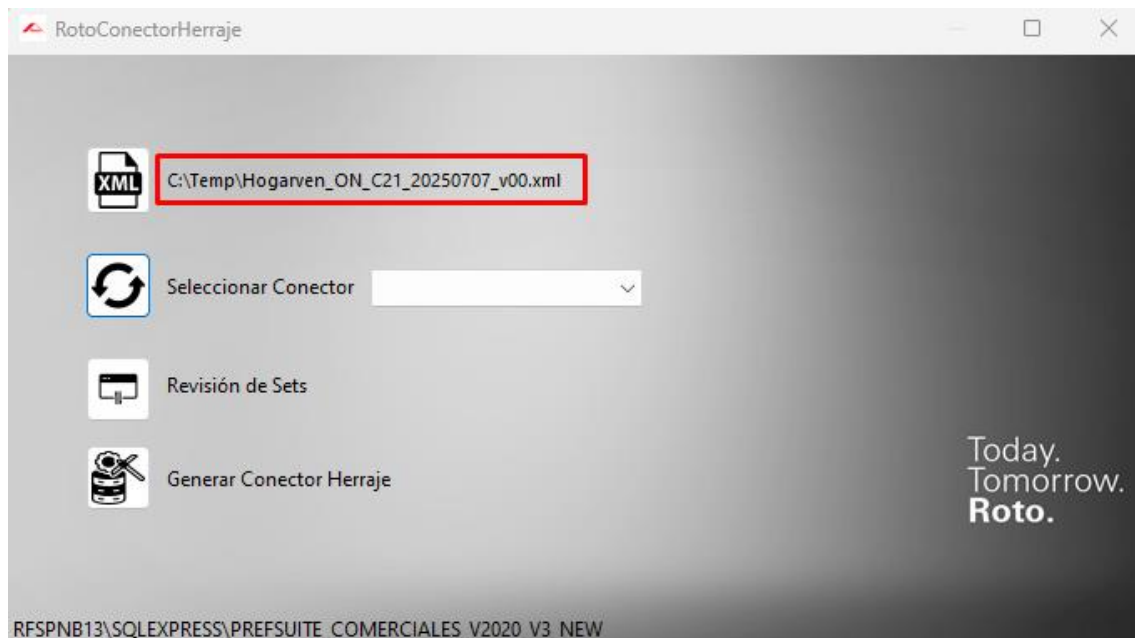 RotoConectorHerraje
XML
C:\Temp\Hogarven_ON_C21_20250707_v00.xml
Seleccionar Conector
Revisión de Sets
Generar Conector Herraje
Today.
Tomorrow.
Roto.
RFSPNB13\SQLEXPRESS\PREFSUITE_COMERCIALES_V2020_V3_NEW